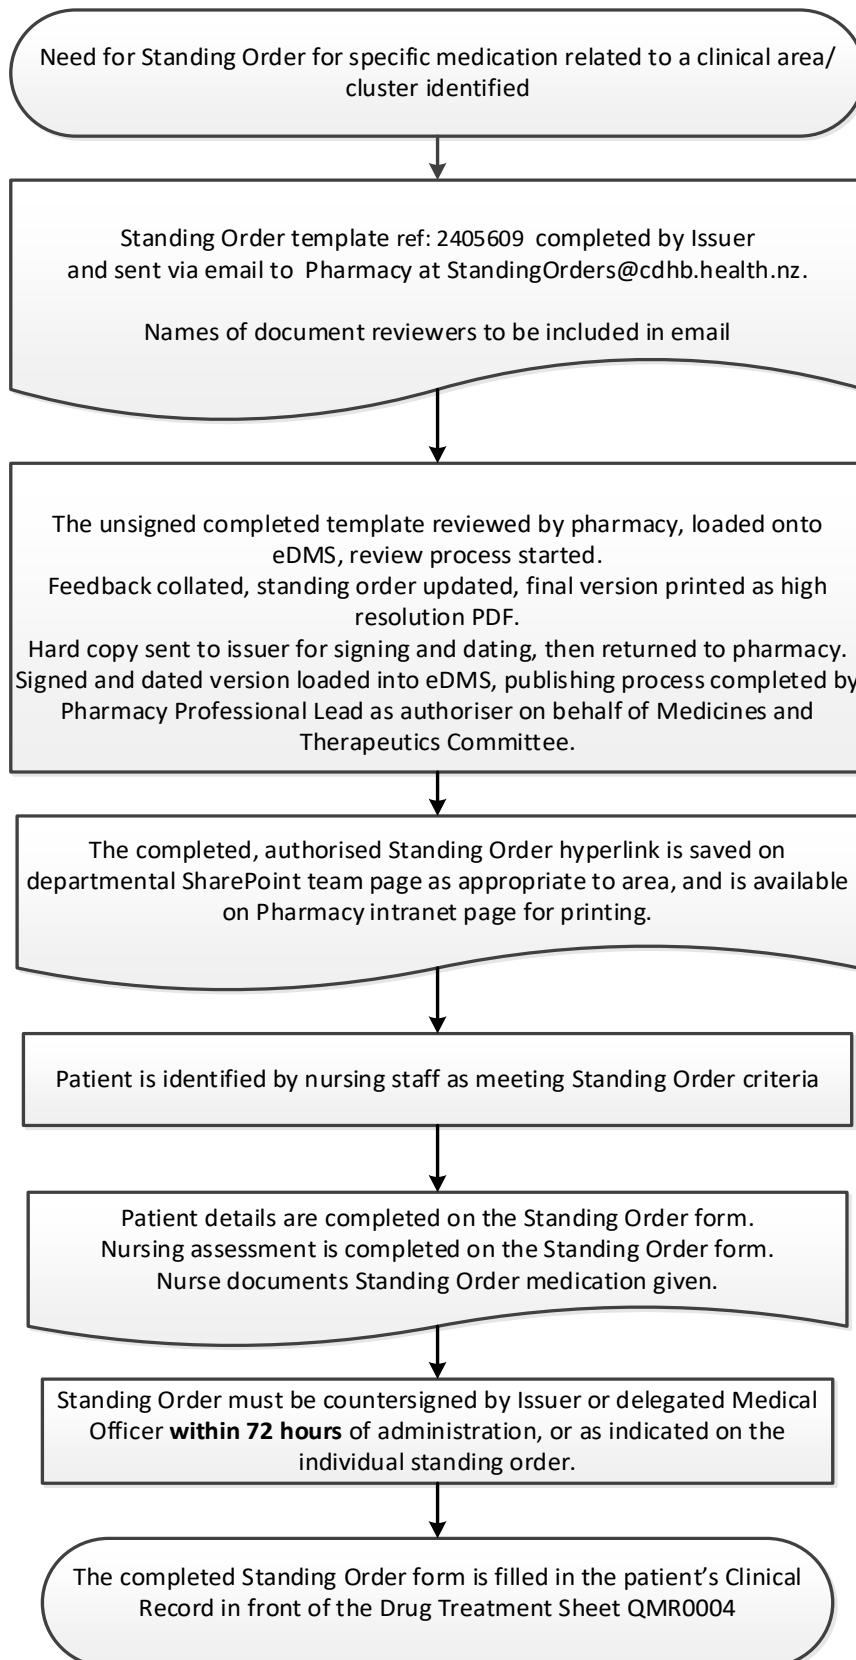 Need for Standing Order for specific medication related to a clinical area/
cluster identified
Standing Order template ref: 2405609 completed by Issuer
and sent via email to Pharmacy at StandingOrders@cdhb.health.nz.
Names of document reviewers to be included in email
The unsigned completed template reviewed by pharmacy, loaded onto
eDMS, review process started.
Feedback collated, standing order updated, final version printed as high
resolution PDF.
Hard copy sent to issuer for signing and dating, then returned to pharmacy.
Signed and dated version loaded into eDMS, publishing process completed by
Pharmacy Professional Lead as authoriser on behalf of Medicines and
Therapeutics Committee.
The completed, authorised Standing Order hyperlink is saved on
departmental SharePoint team page as appropriate to area, and is available
on Pharmacy intranet page for printing.
Patient is identified by nursing staff as meeting Standing Order criteria
Patient details are completed on the Standing Order form.
Nursing assessment is completed on the Standing Order form.
Nurse documents Standing Order medication given.
Standing Order must be countersigned by Issuer or delegated Medical
Officer within 72 hours of administration, or as indicated on the
individual standing order.
The completed Standing Order form is filled in the patient's Clinical
Record in front of the Drug Treatment Sheet QMR0004